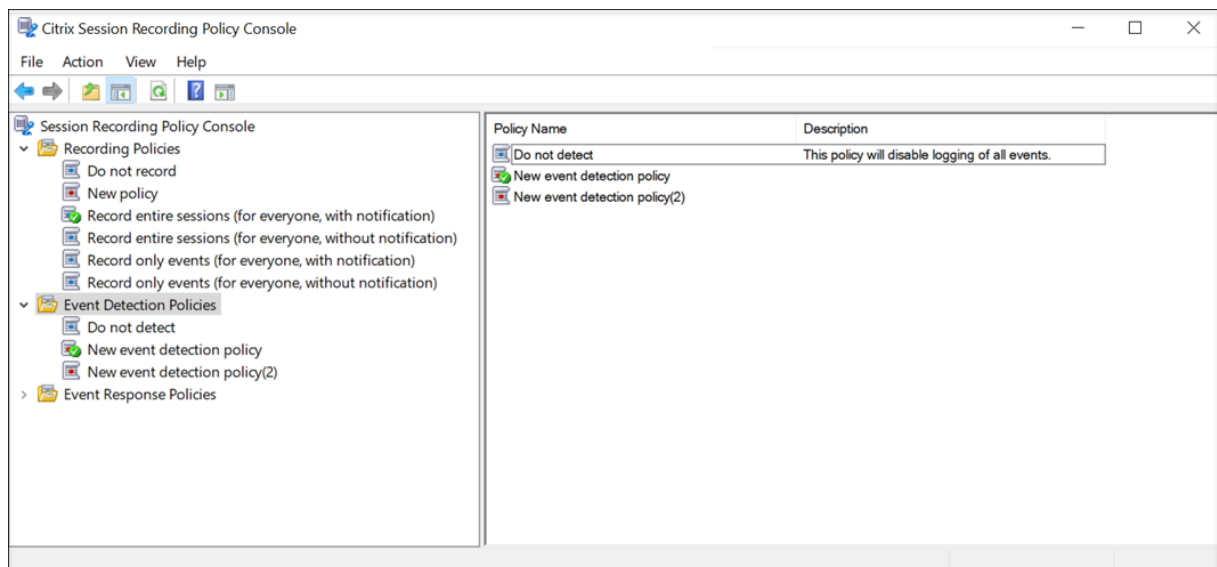 Citrix Session Recording Policy Console
File Action View Help
Session Recording Policy Console
Recording Policies
Do not record
New policy
Record entire sessions (for everyone, with notification)
Record entire sessions (for everyone, without notification)
Record only events (for everyone, with notification)
Record only events (for everyone, without notification)
Event Detection Policies
Do not detect
New event detection policy
New event detection policy(2)
Event Response Policies
Policy Name Description
Do not detect This policy will disable logging of all events.
New event detection policy
New event detection policy(2)